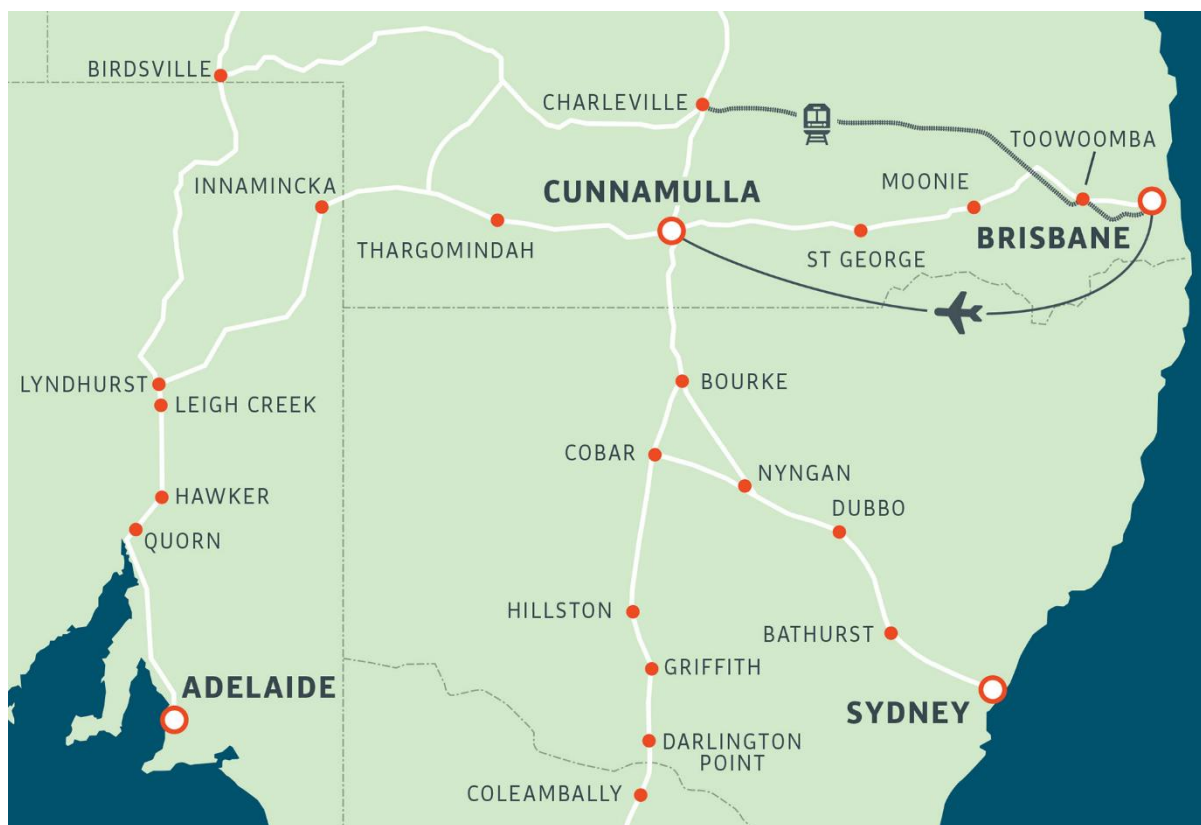 BIRDSVILLE
CHARLEVILLE
TOOWOOMBA
INNAMINCKA
CUNNAMULLA
MOONIE
THARGOMINDAH
ST GEORGE
BRISBANE
LYNDHURST
BOURKE
LEIGH CREEK
COBAR
NYNGAN
HAWKER
DUBBO
QUORN
HILLSTON
BATHURST
GRIFFITH
ADELAIDE
SYDNEY
DARLINGTON
POINT
COLEAMBALLY